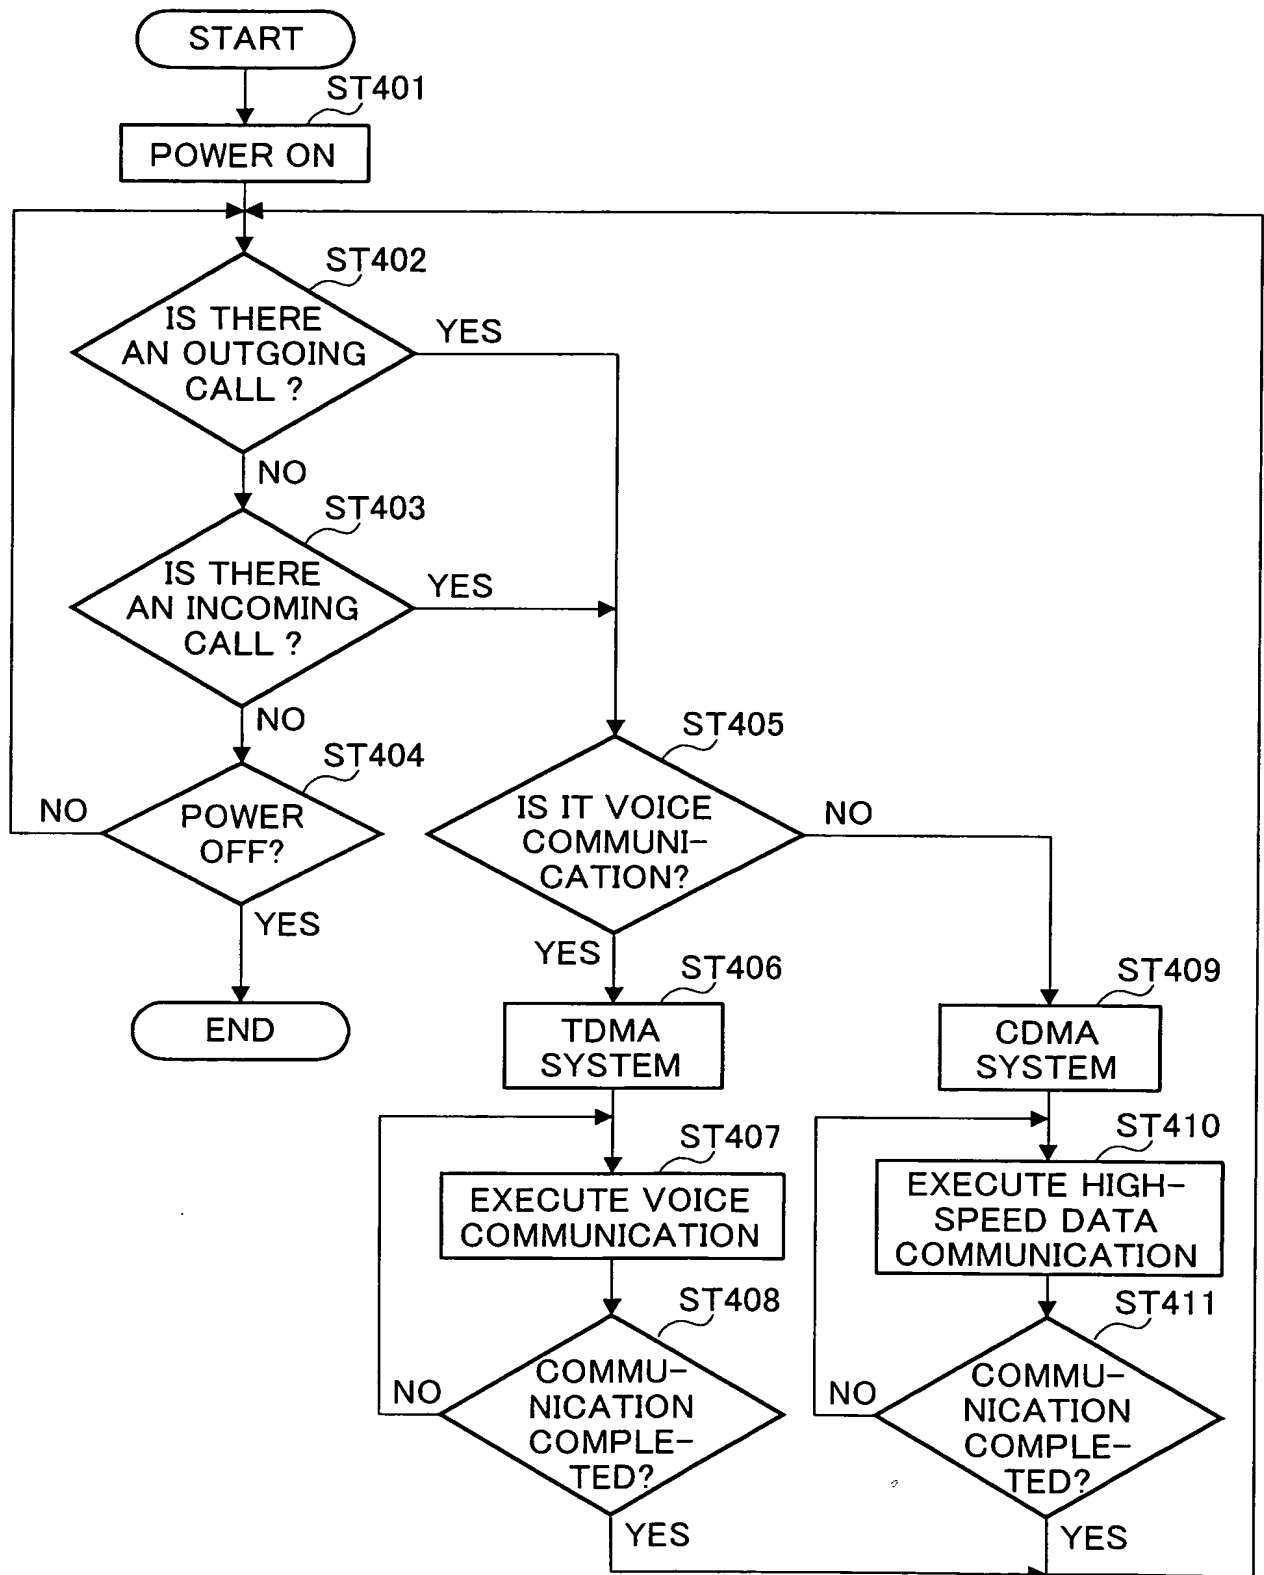 START
ST401
POWER ON
ST402
IS THERE
AN OUTGOING
CALL ?
YES
NO
ST403
IS THERE
AN INCOMING
CALL ?
YES
NO
ST404
POWER
OFF?
NO
YES
END
ST405
IS IT VOICE
COMMUNI-
CATION?
NO
YES
ST406
TDMA
SYSTEM
ST407
EXECUTE VOICE
COMMUNICATION
ST408
COMMU-
NICATION
COMPLE-
TED?
NO
YES
ST409
CDMA
SYSTEM
ST410
EXECUTE HIGH-
SPEED DATA
COMMUNICATION
ST411
COMMU-
NICATION
COMPLE-
TED?
NO
YES